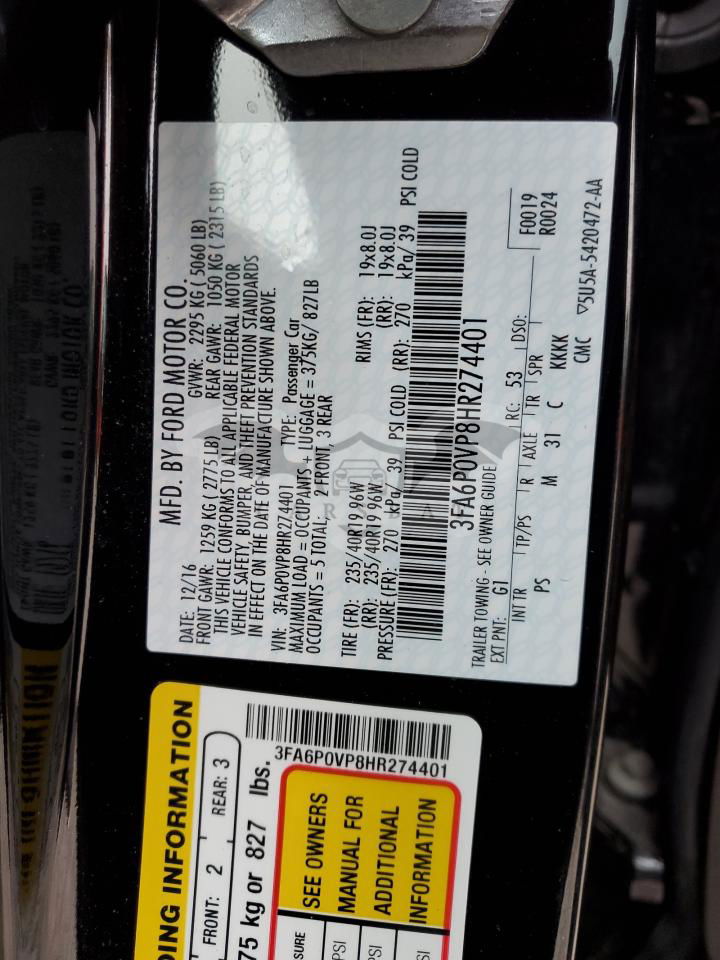 MFD. BY FORD MOTOR CO.
DATE: 12/16 GVWR: 2295 KG ( 5060 LB)
FRONT GAWR: 1259 KG ( 2775 LB) REAR GAWR: 1050 KG ( 2315 LB)
THIS VEHICLE CONFORMS TO ALL APPLICABLE FEDERAL MOTOR
VEHICLE SAFETY, BUMPER, AND THEFT PREVENTION STANDARDS
IN EFFECT ON THE DATE OF MANUFACTURE SHOWN ABOVE.
VIN: 3FA6P0VP8HR274401 TYPE: Passenger Car
MAXIMUM LOAD = OCCUPANTS + LUGGAGE = 375KG/ 827LB
OCCUPANTS = 5 TOTAL; 2 FRONT, 3 REAR
TIRE (FR): 235/40R19 96W RIMS (FR): 19x8.0J
(RR): 235/40R19 96W (RR): 19x8.0J
PRESSURE (FR): 270 kPa/ 39 PSI COLD (RR): 270 kPa/ 39 PSI COLD
3FA6P0VP8HR274401
TRAILER TOWING - SEE OWNER GUIDE
EXT PNT: G1 RC: 53 DSO: F0019
R0024
INT TR TP/PS R AXLE TR SPR
PS M 31 C KKKK
CMC ▽5U5A-5420472-AA
DING INFORMATION
FRONT: 2 REAR: 3
75 kg or 827 lbs.
3FA6P0VP8HR274401
SEE OWNERS
MANUAL FOR
ADDITIONAL
INFORMATION
SURE
PSI
PSI
PSI